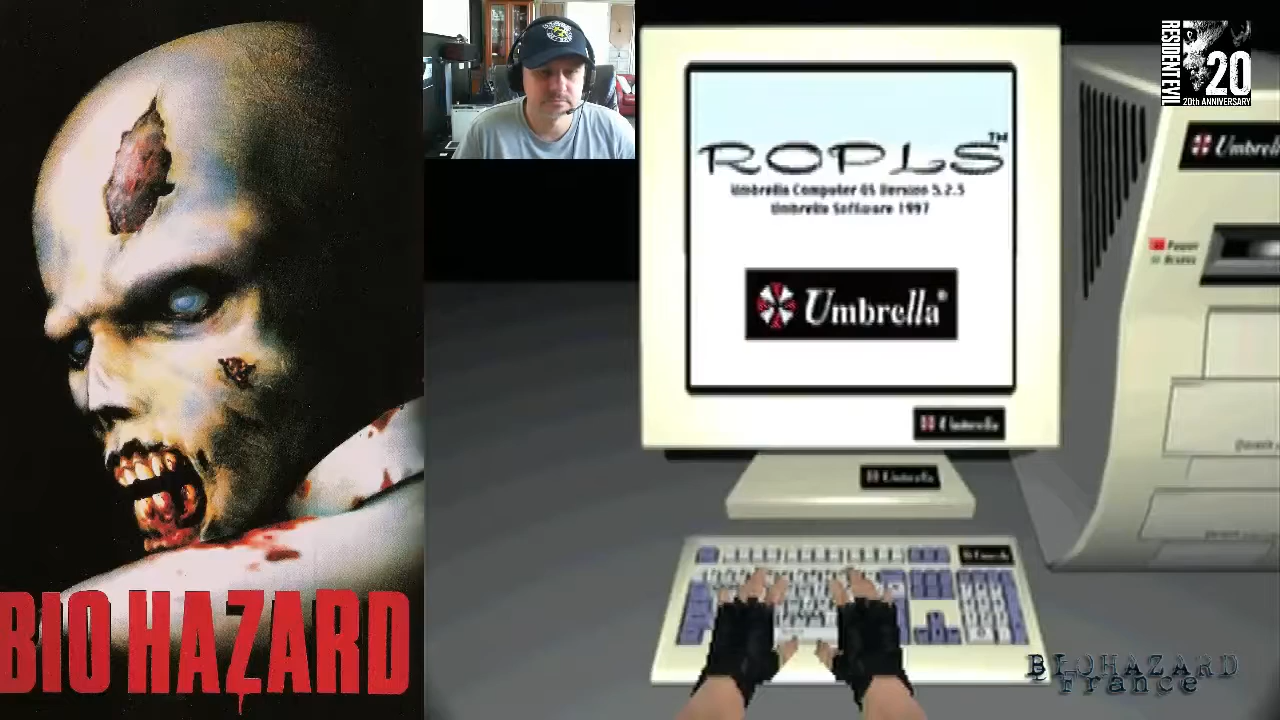 BIO HAZARD
ROPLS™
Umbrella Computer OS Version 5.2.5
Umbrella Software 1997
Umbrella®
Umbrella
Umbrella
RESIDENT EVIL
20
20th ANNIVERSARY
Umbrella
Power
Access
BIOHAZARD
France